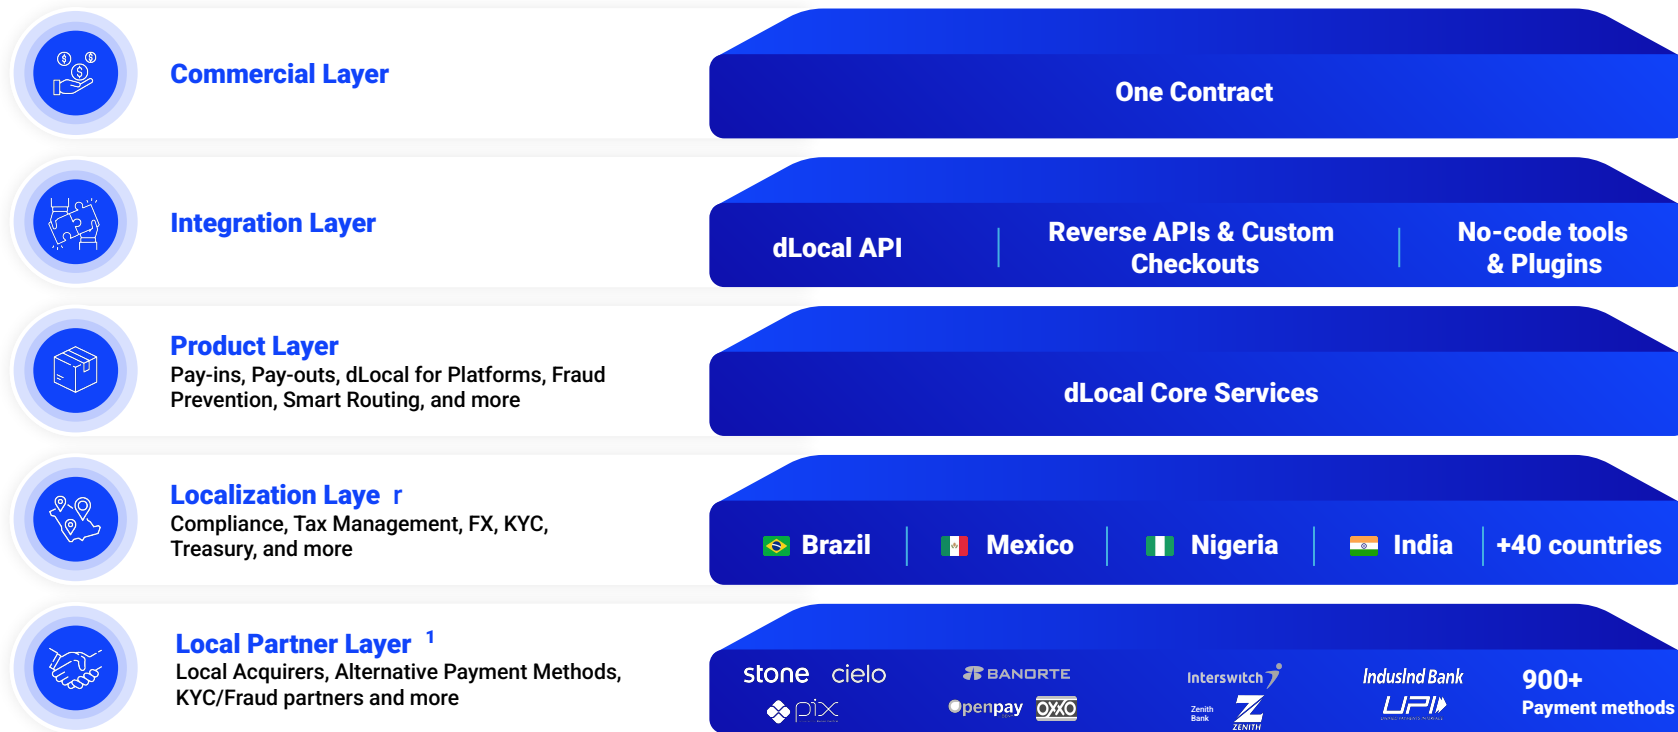 Commercial Layer
One Contract
Integration Layer
dLocal API
Reverse APIs & Custom
Checkouts
No-code tools
& Plugins
Product Layer
Pay-ins, Pay-outs, dLocal for Platforms, Fraud
Prevention, Smart Routing, and more
dLocal Core Services
Localization Laye r
Compliance, Tax Management, FX, KYC,
Treasury, and more
Brazil
Mexico
Nigeria
India
+40 countries
Local Partner Layer 1
Local Acquirers, Alternative Payment Methods,
KYC/Fraud partners and more
stone cielo
pix
BANORTE
Openpay OXXO
Interswitch
Zenith
Bank
ZENITH
IndusInd Bank
UPI
900+
Payment methods